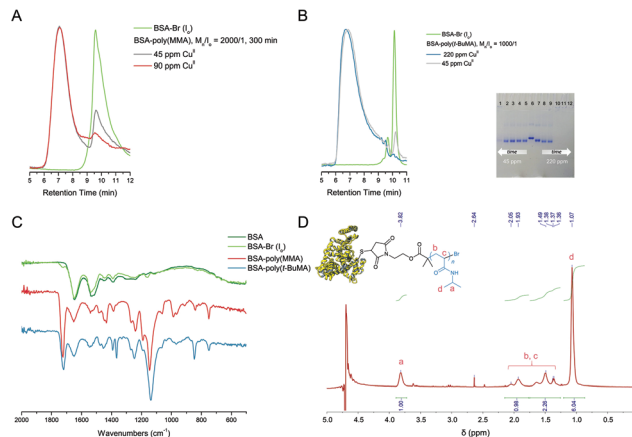 A
BSA-Br (I₀)
BSA-poly(MMA), Mₒ/Iₒ = 2000/1, 300 min
45 ppm Cuᴵᴵ
90 ppm Cuᴵᴵ
5 6 7 8 9 10 11 12
Retention Time (min)
B
BSA-Br (I₀)
BSA-poly(t-BuMA), Mₒ/Iₒ = 1000/1
220 ppm Cuᴵᴵ
45 ppm Cuᴵᴵ
5 6 7 8 9 10 11
Retention Time (min)
1 2 3 4 5 6 7 8 9 10 11 12
time time
45 ppm 220 ppm
C
BSA
BSA-Br (I₀)
BSA-poly(MMA)
BSA-poly(t-BuMA)
2000 1800 1600 1400 1200 1000 800 600
Wavenumbers (cm⁻¹)
D
3.82 2.64 2.05 1.93 1.49 1.38 1.37 1.36 1.07
S
O
N
O
O
O
b
c
Br
n
O
NH
d
a
d
a
b, c
1.00 0.98 2.28 6.04
5.0 4.5 4.0 3.5 3.0 2.5 2.0 1.5 1.0 0.5
δ (ppm)